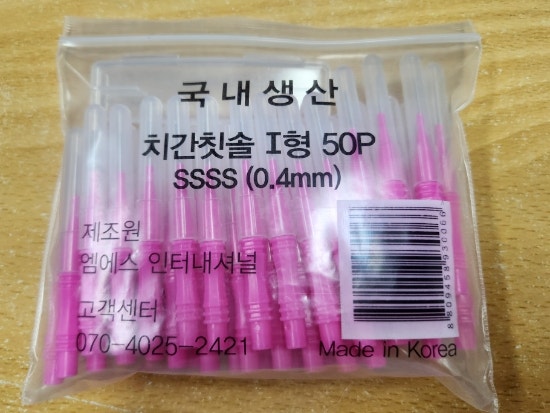 국내생산
치간칫솔 I형 50P
SSSS (0.4mm)
제조원
엠에스 인터내셔널
고객센터
070-4025-2421
8809458930066
Made in Korea